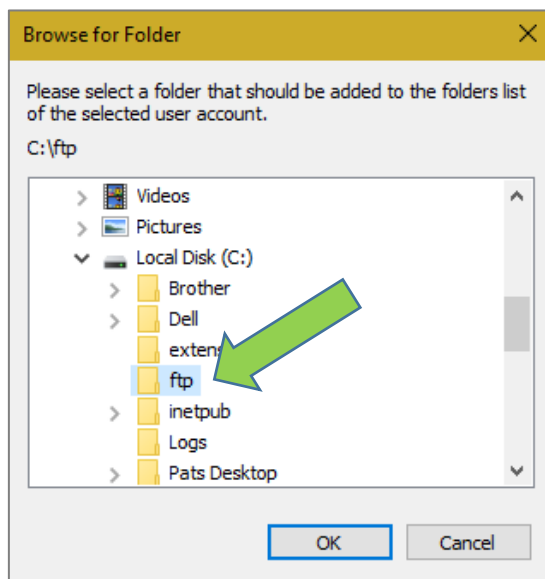 Browse for Folder
Please select a folder that should be added to the folders list
of the selected user account.
C:\ftp
Videos
Pictures
Local Disk (C:)
Brother
Dell
ftp
inetpub
Logs
Pats Desktop
OK
Cancel